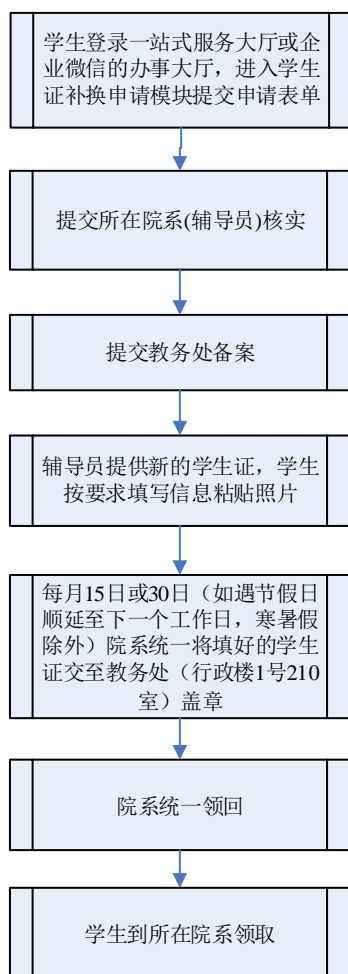 学生登录一站式服务大厅或企
业微信的办事大厅，进入学生
证补换申请模块提交申请表单
提交所在院系(辅导员)核实
提交教务处备案
辅导员提供新的学生证，学生
按要求填写信息粘贴照片
每月15日或30日（如遇节假日
顺延至下一个工作日，寒暑假
除外）院系统一将填好的学生
证交至教务处（行政楼1号210
室）盖章
院系统一领回
学生到所在院系领取